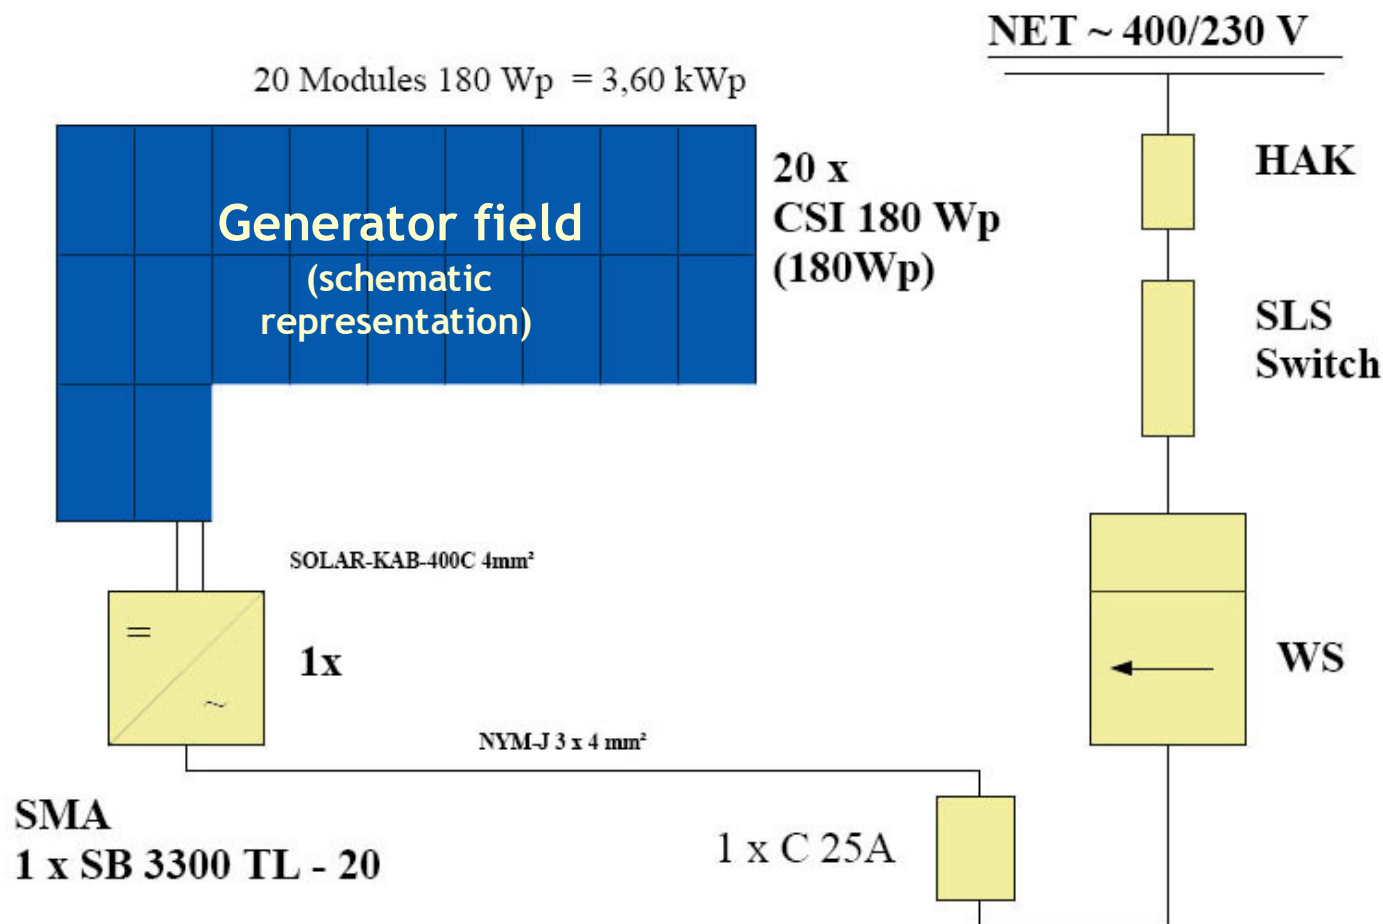 NET ~ 400/230 V
20 Modules 180 Wp = 3,60 kWp
20 x
CSI 180 Wp
(180Wp)
Generator field
(schematic
representation)
HAK
SLS
Switch
SOLAR-KAB-400C 4mm²
=
~
1x
WS
NYM-J 3 x 4 mm²
SMA
1 x SB 3300 TL - 20
1 x C 25A